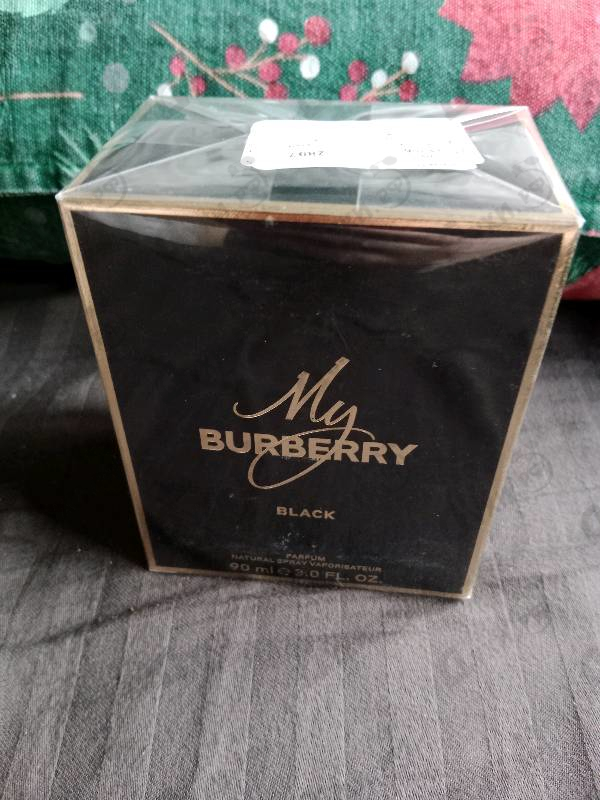 My
BURBERRY
BLACK
PARFUM
NATURAL SPRAY VAPORISATEUR
90 ml ℮ 3.0 FL. OZ.